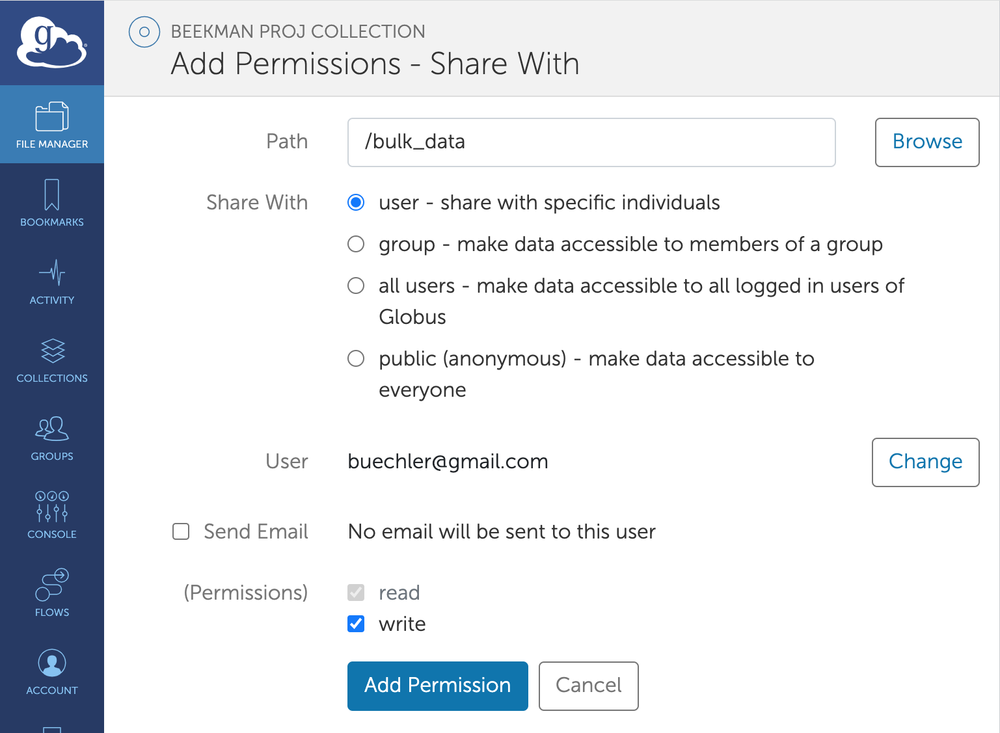 g
BEEKMAN PROJ COLLECTION
Add Permissions - Share With
FILE MANAGER
BOOKMARKS
ACTIVITY
COLLECTIONS
GROUPS
CONSOLE
FLOWS
ACCOUNT
Path
/bulk_data
Browse
Share With
user - share with specific individuals
group - make data accessible to members of a group
all users - make data accessible to all logged in users of
Globus
public (anonymous) - make data accessible to
everyone
User
buechler@gmail.com
Change
Send Email
No email will be sent to this user
(Permissions)
read
write
Add Permission
Cancel